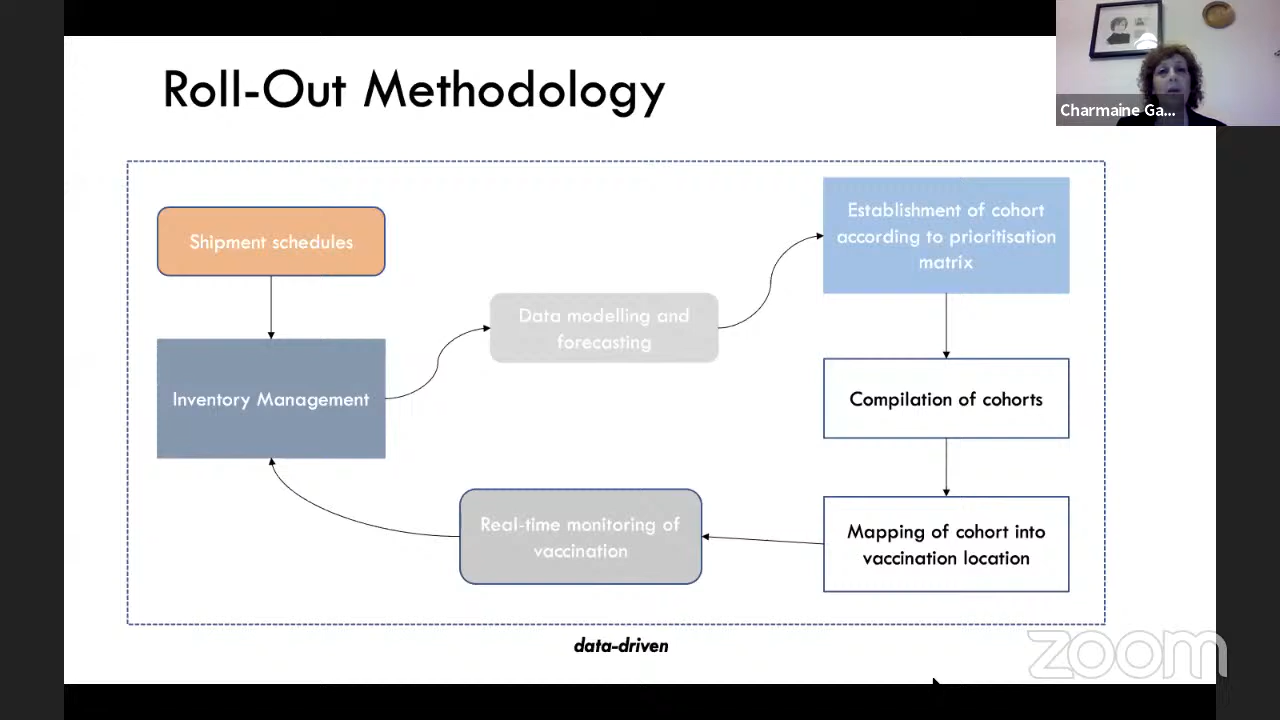 Roll-Out Methodology
Charmaine Ga...
Shipment schedules
Inventory Management
Data modelling and
forecasting
Establishment of cohort
according to prioritisation
matrix
Compilation of cohorts
Mapping of cohort into
vaccination location
Real-time monitoring of
vaccination
data-driven
zoom